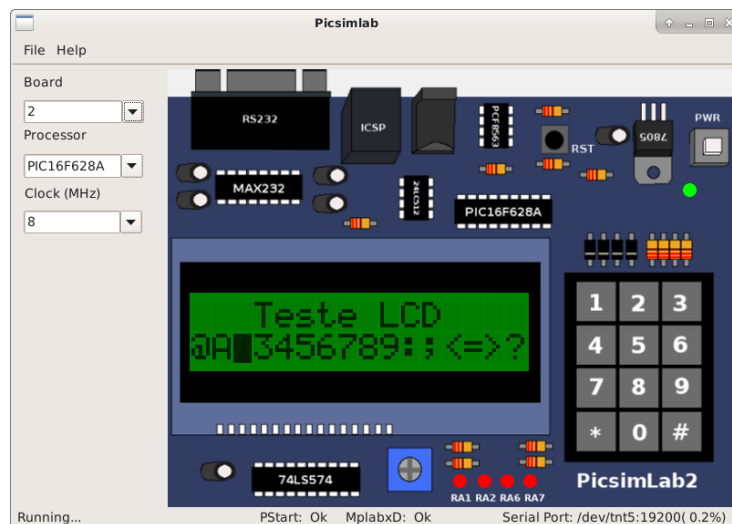 Picsimlab
File Help
Board
2
Processor
PIC16F628A
Clock (MHz)
8
RS232
ICSP
PCF8563
RST
7805
PWR
MAX232
24LC512
PIC16F628A
Teste LCD
@A█3456789:;<=>?
1 2 3
4 5 6
7 8 9
* 0 #
74LS574
RA1 RA2 RA6 RA7
PicsimLab2
Running...
PStart: Ok MplabxD: Ok
Serial Port: /dev/tnt5:19200( 0.2%)